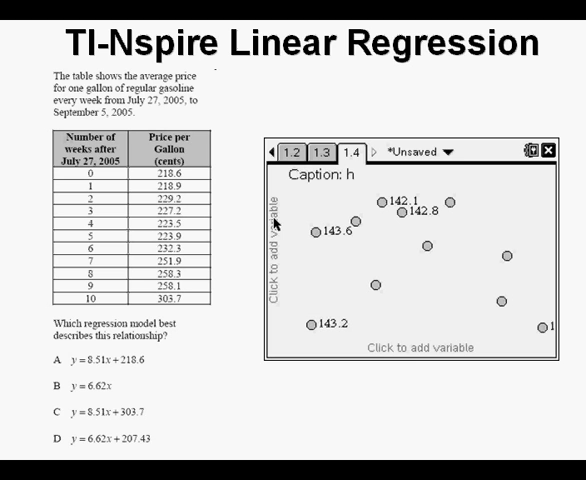 TI-Nspire Linear Regression
The table shows the average price
for one gallon of regular gasoline
every week from July 27, 2005, to
September 5, 2005.
Number of weeks after July 27, 2005 Price per Gallon (cents)
0 218.6
1 218.9
2 229.2
3 227.2
4 223.5
5 223.9
6 232.3
7 251.9
8 258.3
9 258.1
10 303.7
Which regression model best
describes this relationship?
A y = 8.51x + 218.6
B y = 6.62x
C y = 8.51x + 303.7
D y = 6.62x + 207.43
1.2 1.3 1.4 *Unsaved
Caption: h
Click to add variable
142.1
142.8
143.6
143.2
1
Click to add variable